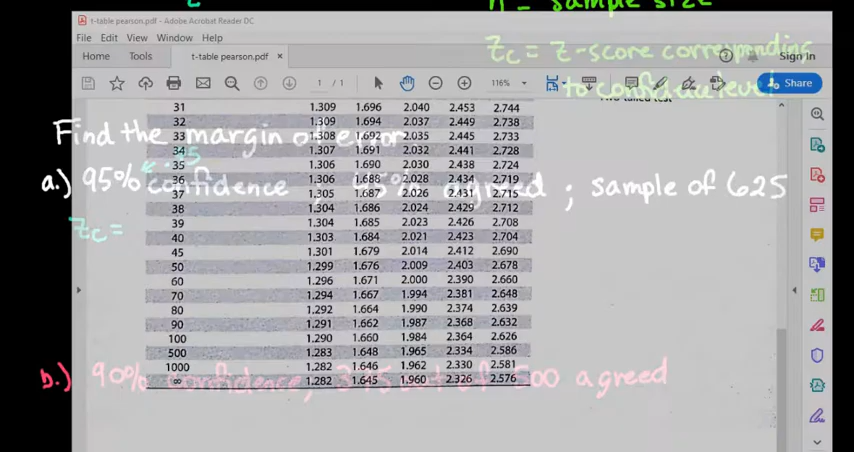 n = sample size
t-table pearson.pdf - Adobe Acrobat Reader DC
File Edit View Window Help
Zc = z-score corresponding
Home Tools t-table pearson.pdf × Sign In
1 / 1 116% Share
to confidence level
Two-tailed test
31 1.309 1.696 2.040 2.453 2.744
32 1.309 1.694 2.037 2.449 2.738
Find the margin of error.
33 1.308 1.692 2.035 2.445 2.733
34 1.307 1.691 2.032 2.441 2.728
35 1.306 1.690 2.030 2.438 2.724
36 1.306 1.688 2.028 2.434 2.719
a.) 95% confidence ; 45% agreed ; sample of 625
37 1.305 1.687 2.026 2.431 2.715
38 1.304 1.686 2.024 2.429 2.712
39 1.304 1.685 2.023 2.426 2.708
Zc =
40 1.303 1.684 2.021 2.423 2.704
45 1.301 1.679 2.014 2.412 2.690
50 1.299 1.676 2.009 2.403 2.678
60 1.296 1.671 2.000 2.390 2.660
70 1.294 1.667 1.994 2.381 2.648
80 1.292 1.664 1.990 2.374 2.639
90 1.291 1.662 1.987 2.368 2.632
100 1.290 1.660 1.984 2.364 2.626
500 1.283 1.648 1.965 2.334 2.586
1000 1.282 1.646 1.962 2.330 2.581
b.) 90% confidence, out of 500 agreed
∞ 1.282 1.645 1.960 2.326 2.576